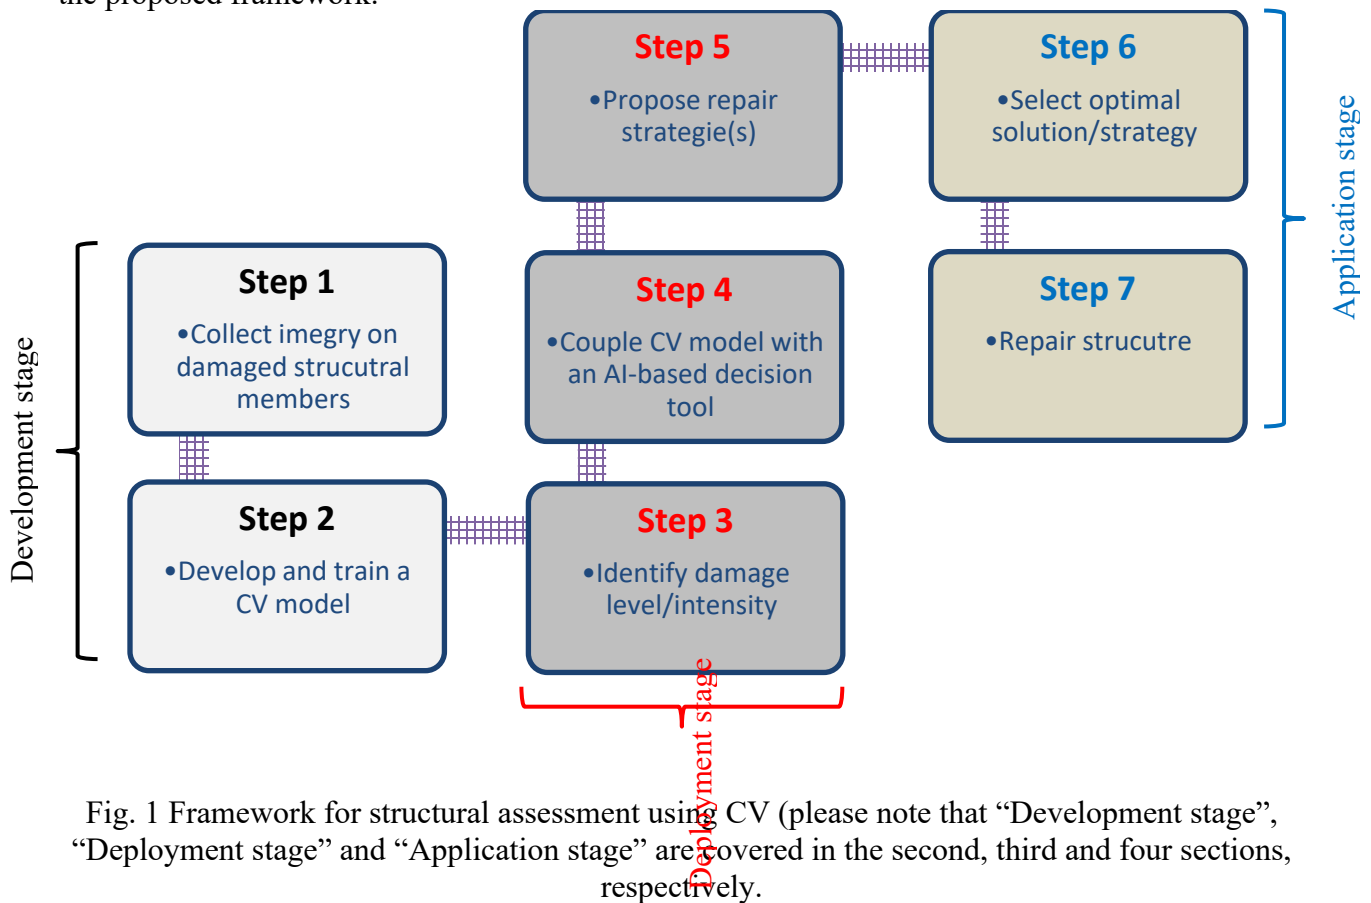 the proposed framework.
Development stage
Step 1
•Collect imegry on
damaged strucutral
members
Step 2
•Develop and train a
CV model
Step 3
•Identify damage
level/intensity
Deployment stage
Step 4
•Couple CV model with
an AI-based decision
tool
Step 5
•Propose repair
strategie(s)
Step 6
•Select optimal
solution/strategy
Step 7
•Repair strucutre
Application stage
Fig. 1 Framework for structural assessment using CV (please note that “Development stage”,
“Deployment stage” and “Application stage” are covered in the second, third and four sections,
respectively.